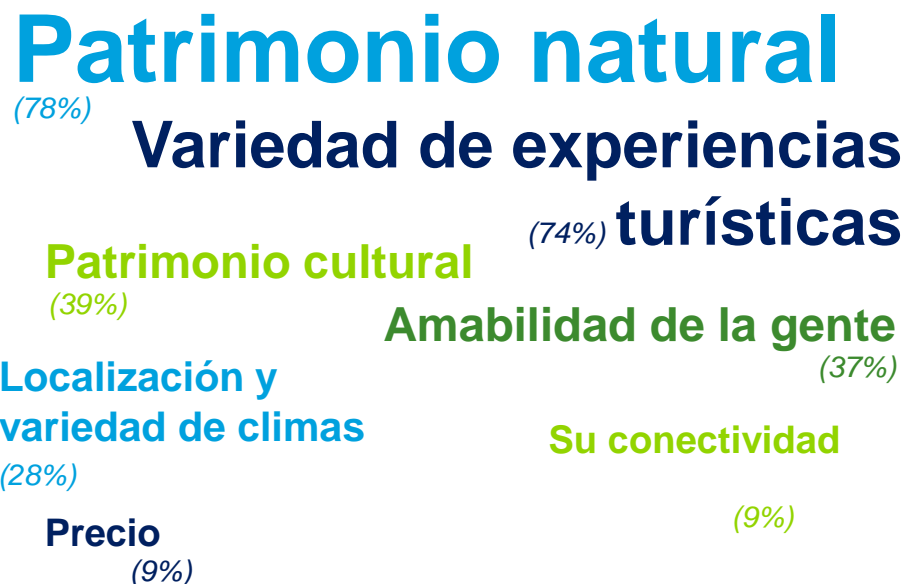 Patrimonio natural
(78%)
Variedad de experiencias
(74%) turísticas
Patrimonio cultural
(39%)
Amabilidad de la gente
(37%)
Localización y
variedad de climas
(28%)
Su conectividad
(9%)
Precio
(9%)